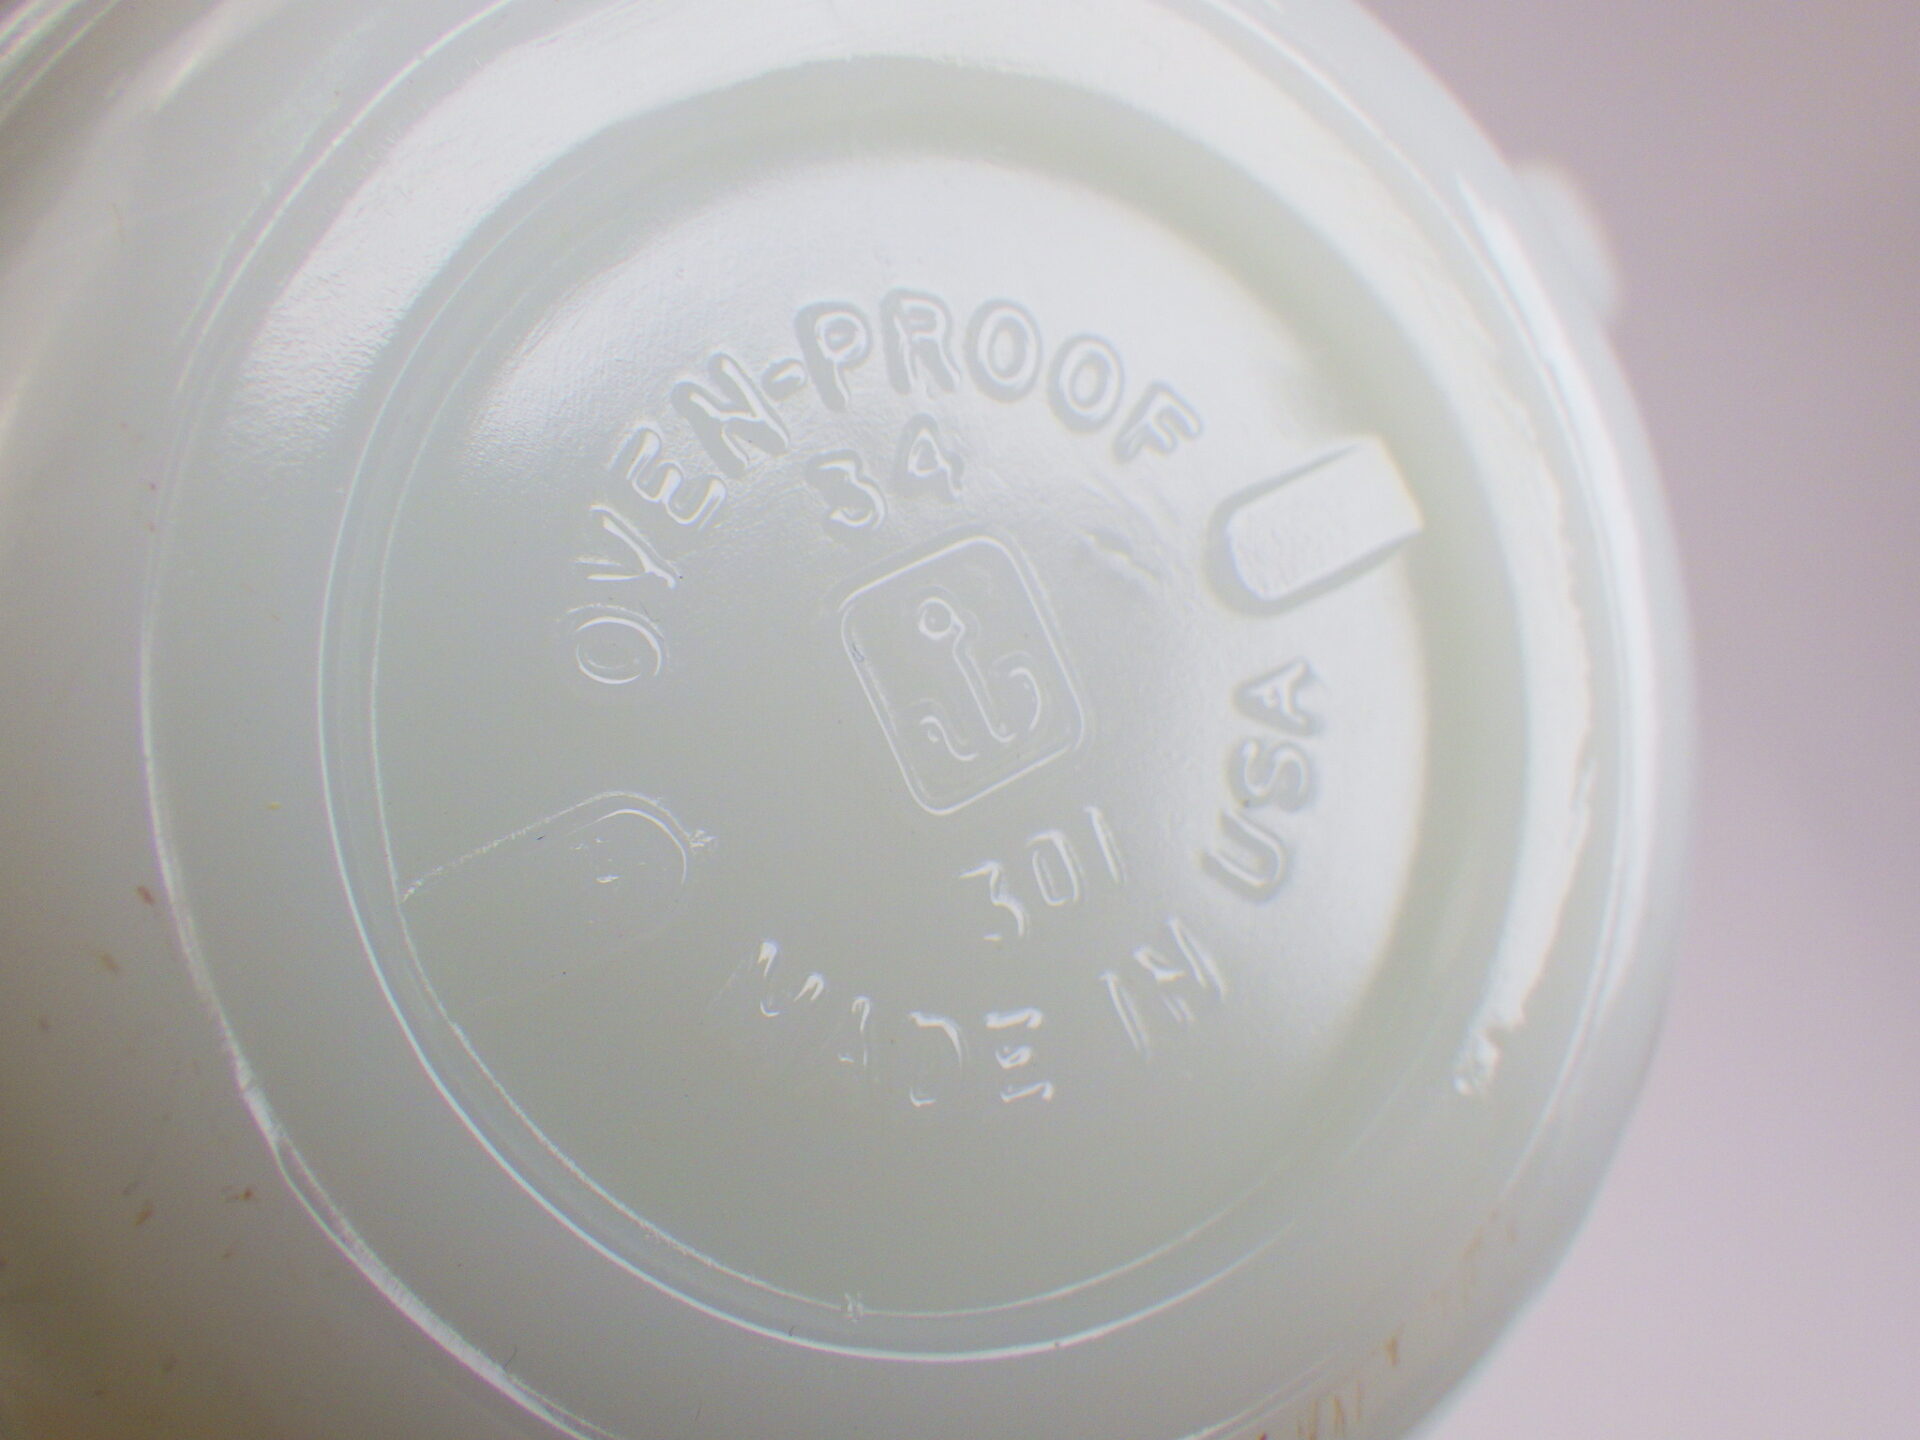 OVEN-PROOF
34
301
MADE IN USA